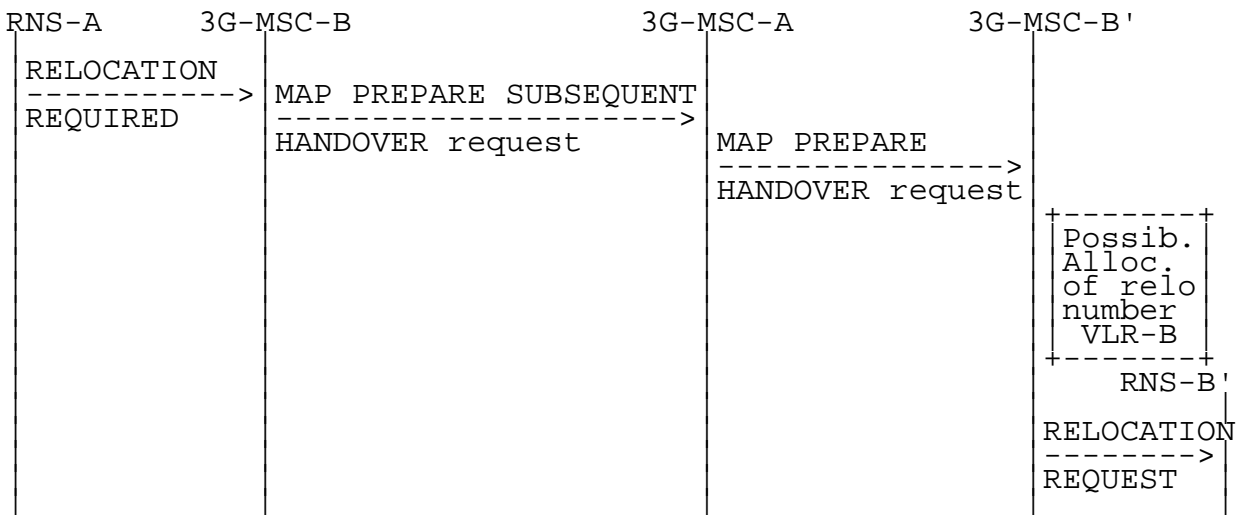 RNS-A 3G-MSC-B 3G-MSC-A 3G-MSC-B'
RELOCATION
-----------> MAP PREPARE SUBSEQUENT
REQUIRED --------------------->
HANDOVER request MAP PREPARE
--------------->
HANDOVER request
+-------+
Possib.
Alloc.
of relo
number
VLR-B
+-------+
RNS-B'
RELOCATION
-------->
REQUEST